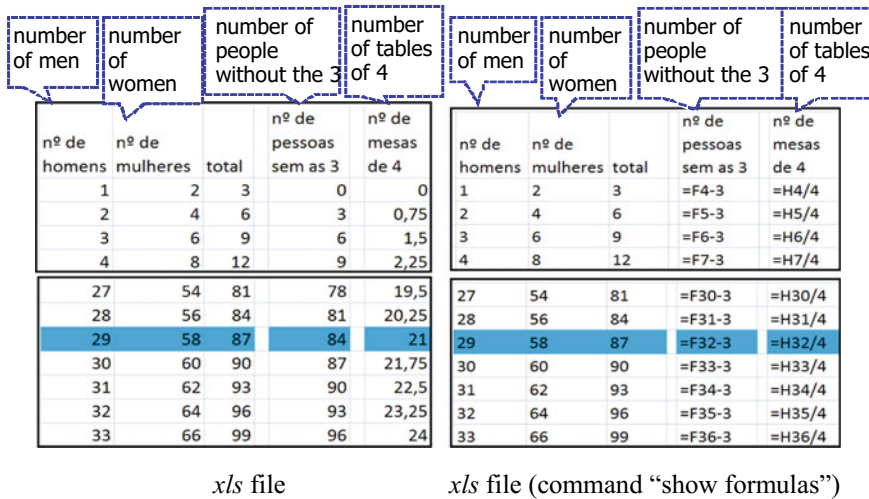 number
of men
number
of
women
number of
people
without the 3
number
of tables
of 4
number
of men
number
of
women
number of
people
without the 3
number
of tables
of 4
nº de
homens
nº de
mulheres
total
nº de
pessoas
sem as 3
nº de
mesas
de 4
1 2 3 0 0
2 4 6 3 0,75
3 6 9 6 1,5
4 8 12 9 2,25
27 54 81 78 19,5
28 56 84 81 20,25
29 58 87 84 21
30 60 90 87 21,75
31 62 93 90 22,5
32 64 96 93 23,25
33 66 99 96 24
nº de
homens
nº de
mulheres
total
nº de
pessoas
sem as 3
nº de
mesas
de 4
1 2 3 =F4-3 =H4/4
2 4 6 =F5-3 =H5/4
3 6 9 =F6-3 =H6/4
4 8 12 =F7-3 =H7/4
27 54 81 =F30-3 =H30/4
28 56 84 =F31-3 =H31/4
29 58 87 =F32-3 =H32/4
30 60 90 =F33-3 =H33/4
31 62 93 =F34-3 =H34/4
32 64 96 =F35-3 =H35/4
33 66 99 =F36-3 =H36/4
xls file
xls file (command “show formulas”)